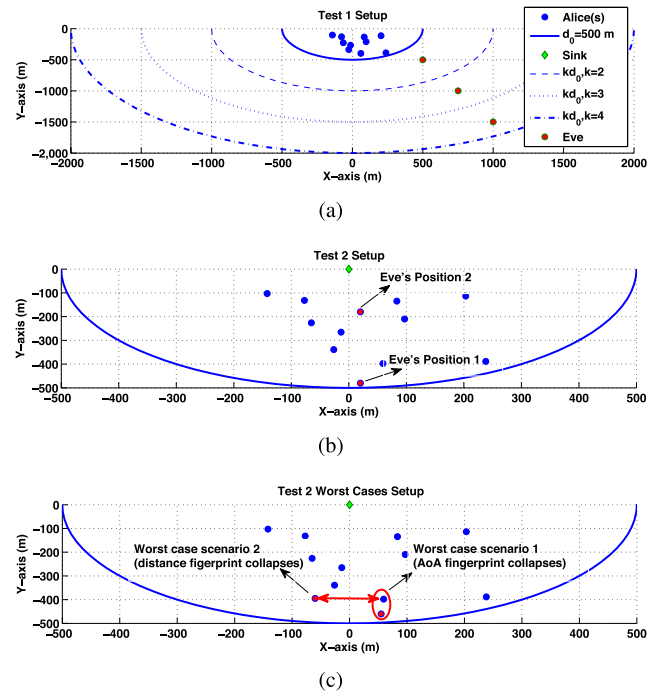 Test 1 Setup
0
−500
−1000
−1500
−2,000
Y−axis (m)
−2000
−1500
−1000
−500
0
500
1000
1500
2000
X−axis (m)
Alice(s)
d0=500 m
Sink
kd0,k=2
kd0,k=3
kd0,k=4
Eve
(a)
Test 2 Setup
0
−100
−200
−300
−400
−500
Y−axis (m)
Eve's Position 2
Eve's Position 1
−500
−400
−300
−200
−100
0
100
200
300
400
500
X−axis (m)
(b)
Test 2 Worst Cases Setup
0
−100
−200
−300
−400
−500
Y−axis (m)
Worst case scenario 2
(distance figerprint collapses)
Worst case scenario 1
(AoA fingerprint collapses)
−500
−400
−300
−200
−100
0
100
200
300
400
500
X−axis (m)
(c)